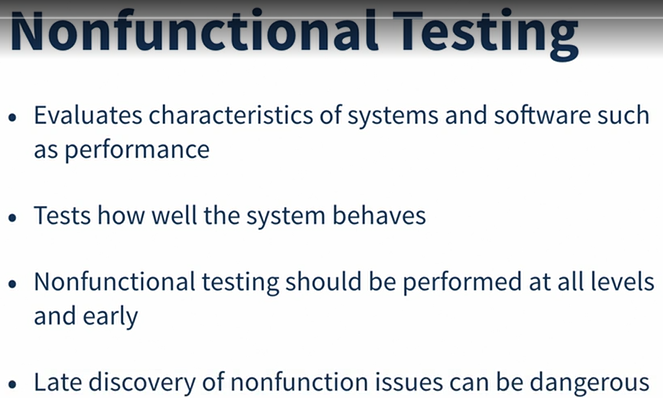 Nonfunctional Testing
• Evaluates characteristics of systems and software such
as performance
• Tests how well the system behaves
• Nonfunctional testing should be performed at all levels
and early
• Late discovery of nonfunction issues can be dangerous